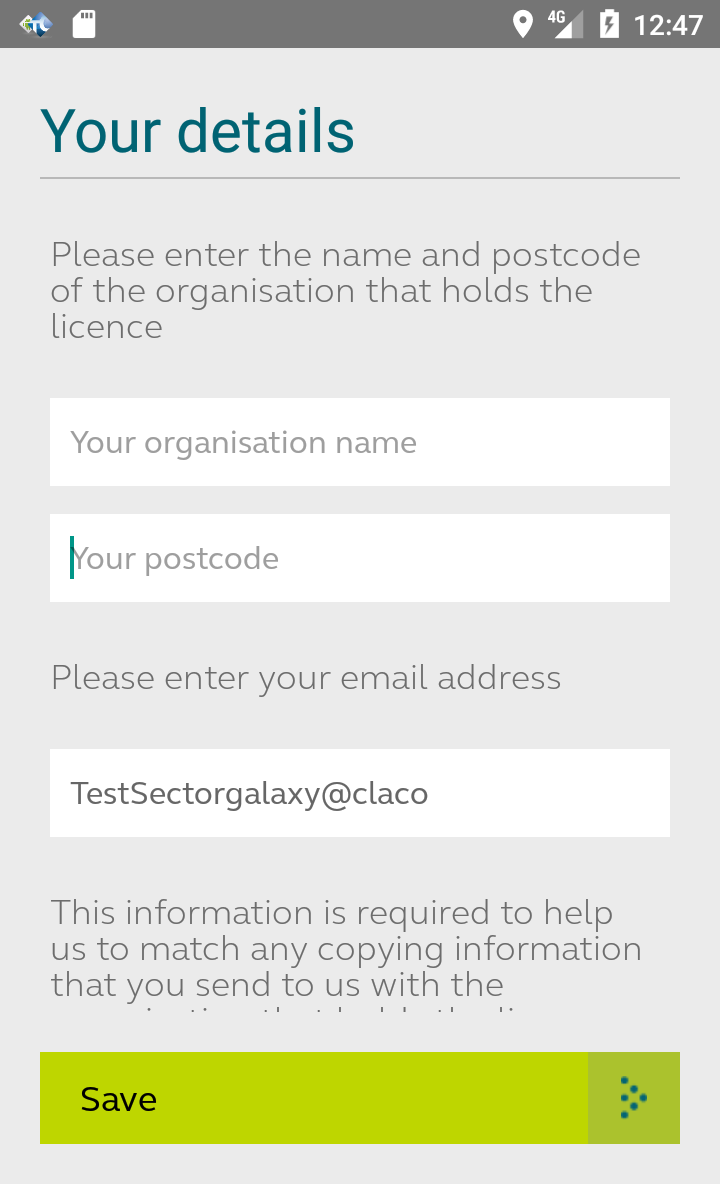 4G 12:47
Your details
Please enter the name and postcode
of the organisation that holds the
licence
Your organisation name
Your postcode
Please enter your email address
TestSectorgalaxy@claco
This information is required to help
us to match any copying information
that you send to us with the
Save